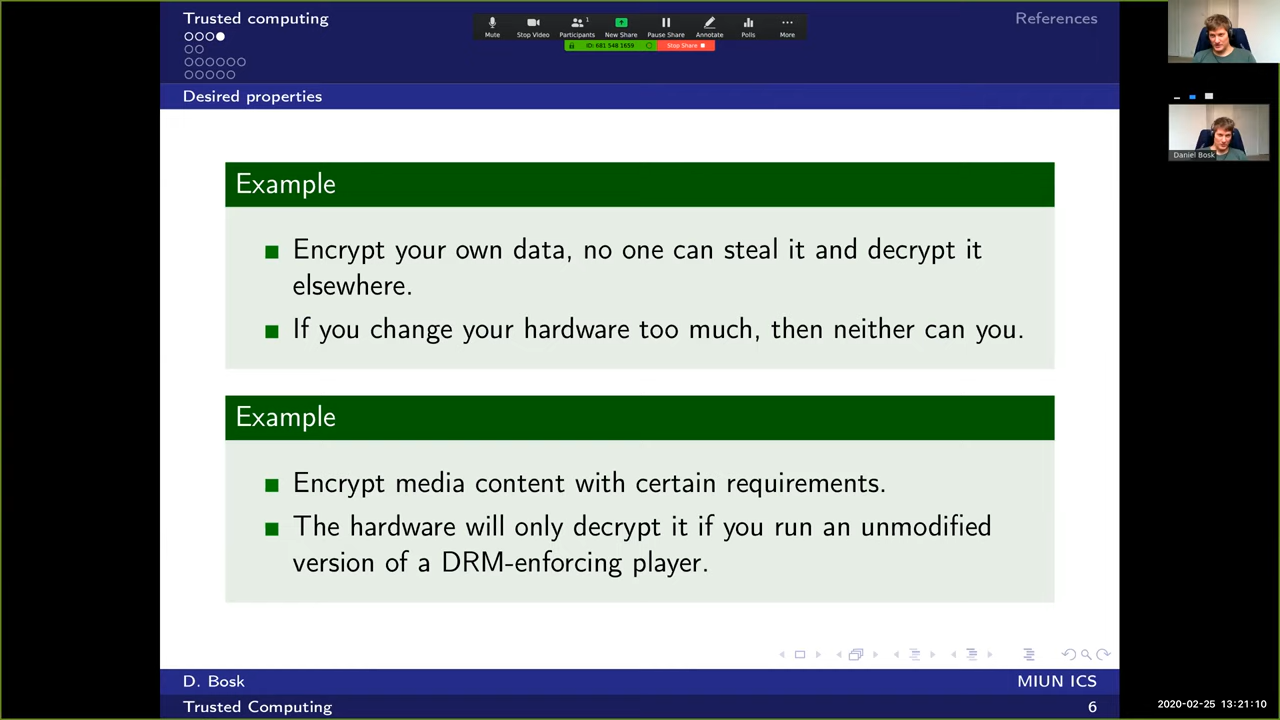 Trusted computing
References
Mute
Stop Video
Participants
1
New Share
Pause Share
Annotate
Polls
More
ID: 681 548 1659
Stop Share
Desired properties
Example
Encrypt your own data, no one can steal it and decrypt it
elsewhere.
If you change your hardware too much, then neither can you.
Example
Encrypt media content with certain requirements.
The hardware will only decrypt it if you run an unmodified
version of a DRM-enforcing player.
Daniel Bosk
D. Bosk
MIUN ICS
Trusted Computing
6
2020-02-25 13:21:10